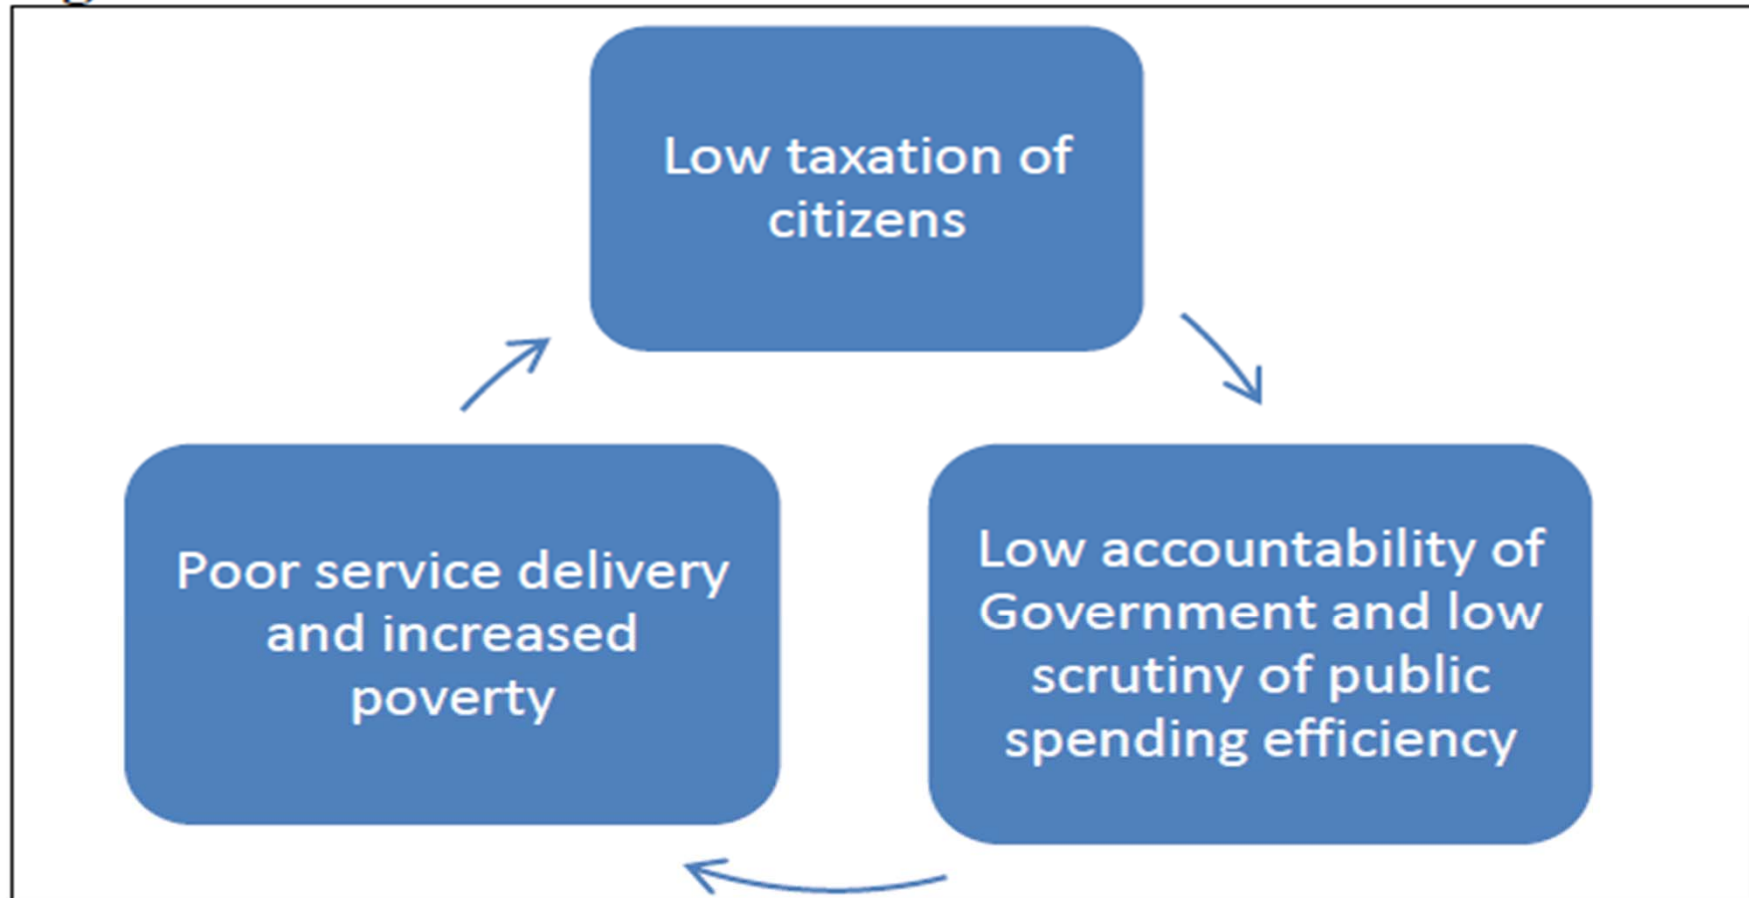 Low taxation of
citizens
Low accountability of
Government and low
scrutiny of public
spending efficiency
Poor service delivery
and increased
poverty